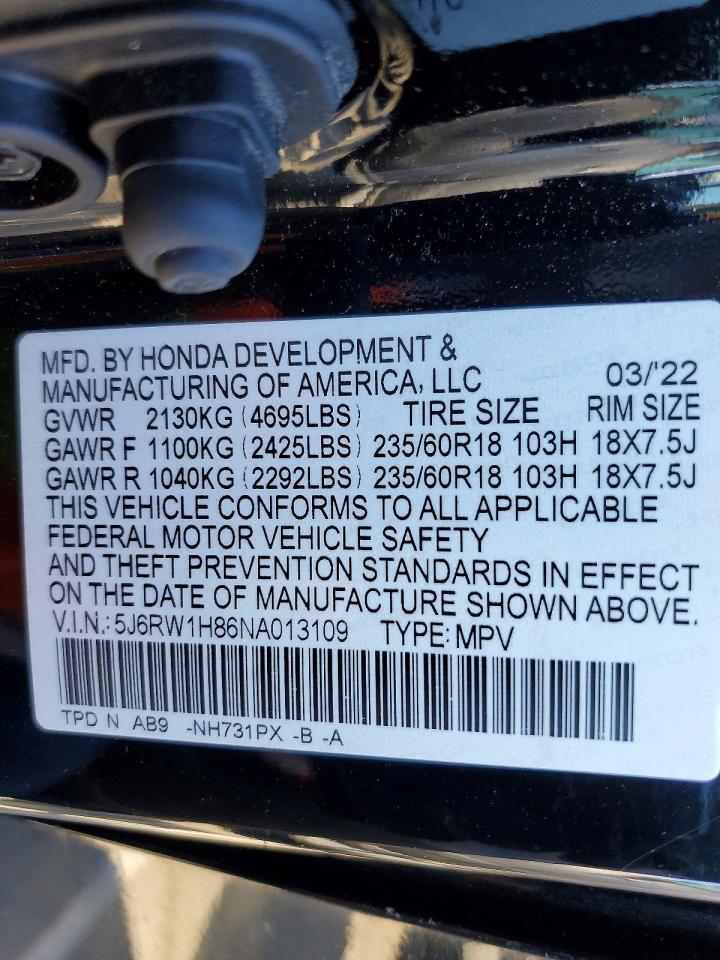 MFD. BY HONDA DEVELOPMENT &
MANUFACTURING OF AMERICA, LLC 03/'22
GVWR 2130KG (4695LBS) TIRE SIZE RIM SIZE
GAWR F 1100KG (2425LBS) 235/60R18 103H 18X7.5J
GAWR R 1040KG (2292LBS) 235/60R18 103H 18X7.5J
THIS VEHICLE CONFORMS TO ALL APPLICABLE
FEDERAL MOTOR VEHICLE SAFETY
AND THEFT PREVENTION STANDARDS IN EFFECT
ON THE DATE OF MANUFACTURE SHOWN ABOVE.
V.I.N.: 5J6RW1H86NA013109 TYPE: MPV
TPD N AB9 -NH731PX -B -A